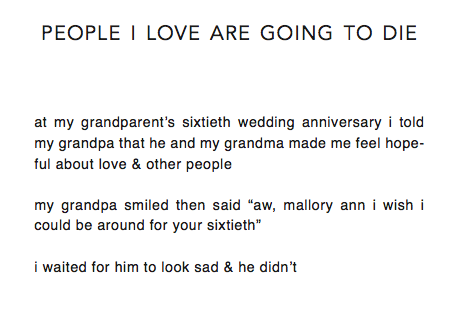 PEOPLE I LOVE ARE GOING TO DIE
at my grandparent's sixtieth wedding anniversary i told
my grandpa that he and my grandma made me feel hope-
ful about love & other people
my grandpa smiled then said “aw, mallory ann i wish i
could be around for your sixtieth”
i waited for him to look sad & he didn't